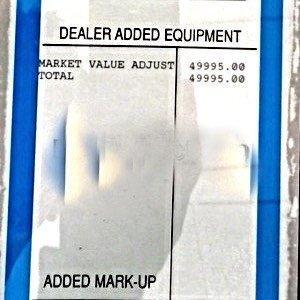 DEALER ADDED EQUIPMENT
MARKET VALUE ADJUST 49995.00
TOTAL 49995.00
ADDED MARK-UP